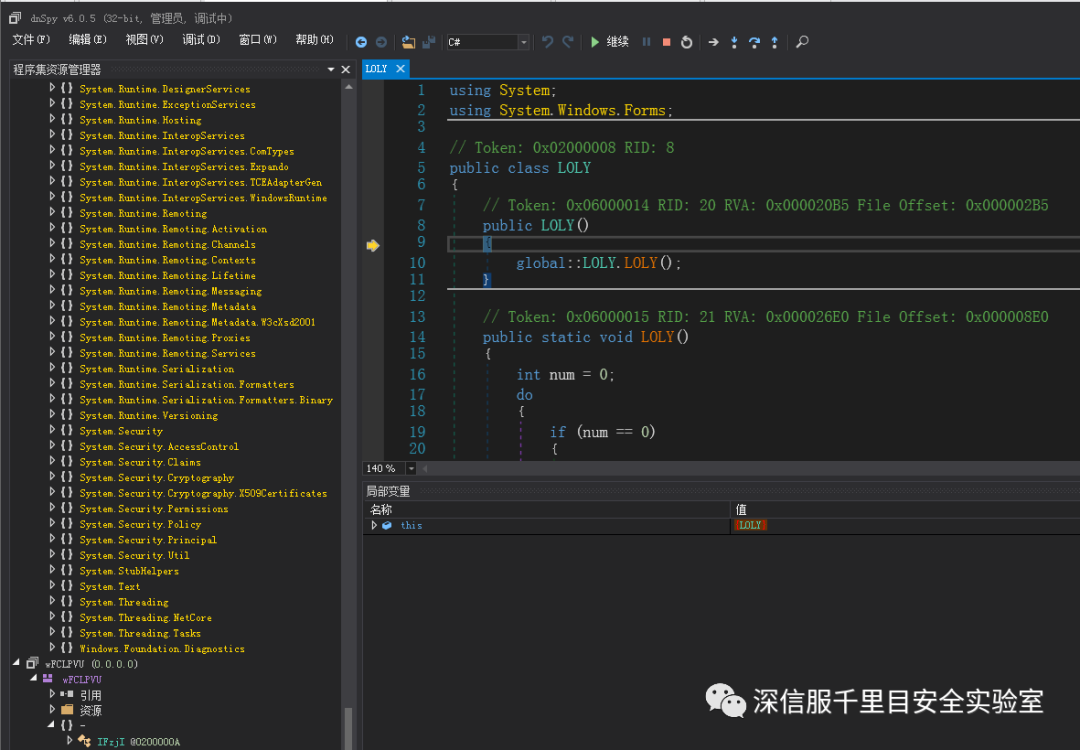 dnSpy v6.0.5 (32-bit, 管理员, 调试中)
文件(F) 编辑(E) 视图(V) 调试(D) 窗口(W) 帮助(H) C# 继续
程序集资源管理器
System.Runtime.DesignerServices
System.Runtime.ExceptionServices
System.Runtime.Hosting
System.Runtime.InteropServices
System.Runtime.InteropServices.ComTypes
System.Runtime.InteropServices.Expando
System.Runtime.InteropServices.TCEAdapterGen
System.Runtime.InteropServices.WindowsRuntime
System.Runtime.Remoting
System.Runtime.Remoting.Activation
System.Runtime.Remoting.Channels
System.Runtime.Remoting.Contexts
System.Runtime.Remoting.Lifetime
System.Runtime.Remoting.Messaging
System.Runtime.Remoting.Metadata
System.Runtime.Remoting.Metadata.W3cXsd2001
System.Runtime.Remoting.Proxies
System.Runtime.Remoting.Services
System.Runtime.Serialization
System.Runtime.Serialization.Formatters
System.Runtime.Serialization.Formatters.Binary
System.Runtime.Versioning
System.Security
System.Security.AccessControl
System.Security.Claims
System.Security.Cryptography
System.Security.Cryptography.X509Certificates
System.Security.Permissions
System.Security.Policy
System.Security.Principal
System.Security.Util
System.StubHelpers
System.Text
System.Threading
System.Threading.NetCore
System.Threading.Tasks
Windows.Foundation.Diagnostics
wFCLPVU (0.0.0.0)
wFCLPVU
引用
资源
{} -
IFzjI @0200000A
LOLY
1 using System;
2 using System.Windows.Forms;
3
4 // Token: 0x02000008 RID: 8
5 public class LOLY
6 {
7 // Token: 0x06000014 RID: 20 RVA: 0x000020B5 File Offset: 0x000002B5
8 public LOLY()
9 {
10 global::LOLY.LOLY();
11 }
12
13 // Token: 0x06000015 RID: 21 RVA: 0x000026E0 File Offset: 0x000008E0
14 public static void LOLY()
15 {
16 int num = 0;
17 do
18 {
19 if (num == 0)
20 {
140 %
局部变量
名称 值
this LOLY
深信服千里目安全实验室